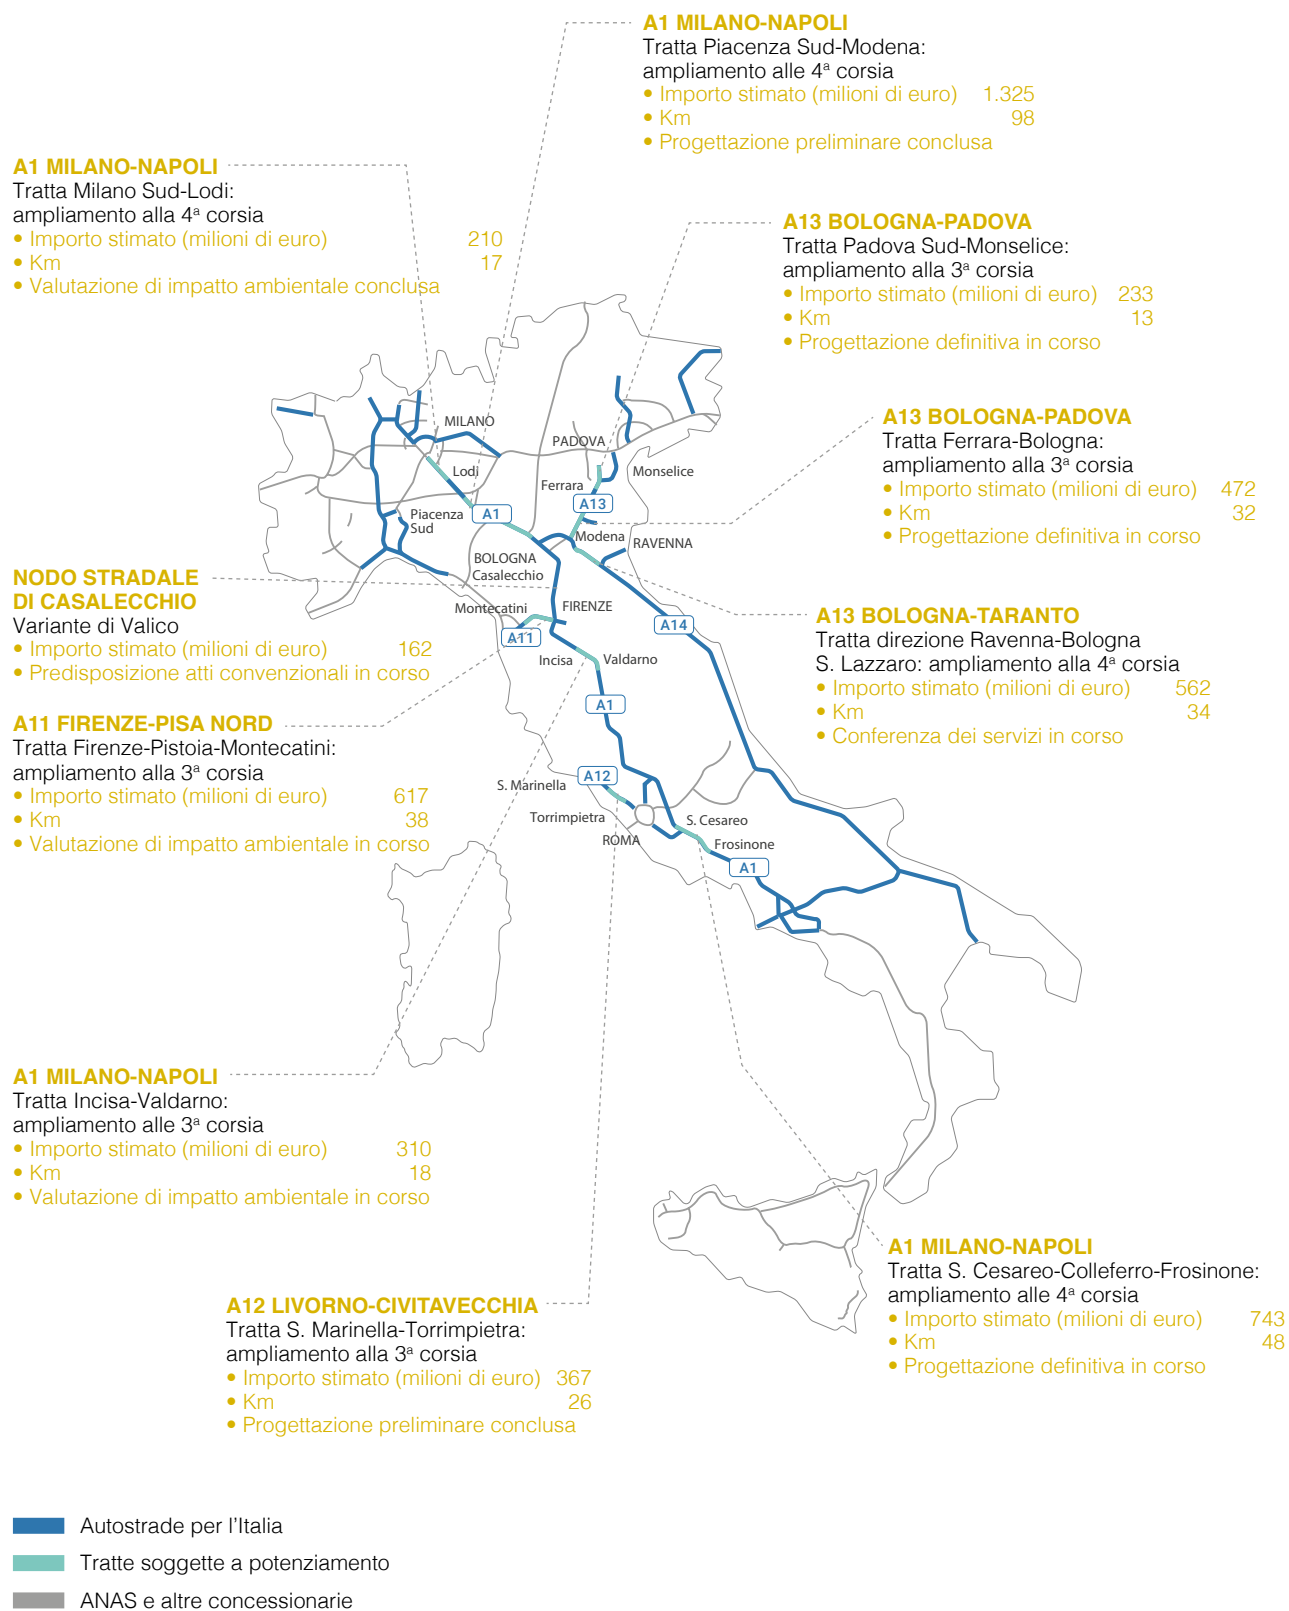 A1 MILANO-NAPOLI
Tratta Piacenza Sud-Modena:
ampliamento alle 4ª corsia
• Importo stimato (milioni di euro) 1.325
• Km 98
• Progettazione preliminare conclusa
A1 MILANO-NAPOLI
Tratta Milano Sud-Lodi:
ampliamento alla 4ª corsia
• Importo stimato (milioni di euro) 210
• Km 17
• Valutazione di impatto ambientale conclusa
A13 BOLOGNA-PADOVA
Tratta Padova Sud-Monselice:
ampliamento alla 3ª corsia
• Importo stimato (milioni di euro) 233
• Km 13
• Progettazione definitiva in corso
A13 BOLOGNA-PADOVA
Tratta Ferrara-Bologna:
ampliamento alla 3ª corsia
• Importo stimato (milioni di euro) 472
• Km 32
• Progettazione definitiva in corso
MILANO
PADOVA
Lodi
Monselice
Ferrara
A13
Piacenza
Sud
A1
Modena
RAVENNA
BOLOGNA
Casalecchio
NODO STRADALE
DI CASALECCHIO
Variante di Valico
• Importo stimato (milioni di euro) 162
• Predisposizione atti convenzionali in corso
Montecatini
FIRENZE
A11
A14
Incisa
Valdarno
A1
A13 BOLOGNA-TARANTO
Tratta direzione Ravenna-Bologna
S. Lazzaro: ampliamento alla 4ª corsia
• Importo stimato (milioni di euro) 562
• Km 34
• Conferenza dei servizi in corso
A11 FIRENZE-PISA NORD
Tratta Firenze-Pistoia-Montecatini:
ampliamento alla 3ª corsia
• Importo stimato (milioni di euro) 617
• Km 38
• Valutazione di impatto ambientale in corso
A12
S. Marinella
Torrimpietra
ROMA
S. Cesareo
Frosinone
A1
A1 MILANO-NAPOLI
Tratta Incisa-Valdarno:
ampliamento alle 3ª corsia
• Importo stimato (milioni di euro) 310
• Km 18
• Valutazione di impatto ambientale in corso
A1 MILANO-NAPOLI
Tratta S. Cesareo-Colleferro-Frosinone:
ampliamento alle 4ª corsia
• Importo stimato (milioni di euro) 743
• Km 48
• Progettazione definitiva in corso
A12 LIVORNO-CIVITAVECCHIA
Tratta S. Marinella-Torrimpietra:
ampliamento alla 3ª corsia
• Importo stimato (milioni di euro) 367
• Km 26
• Progettazione preliminare conclusa
Autostrade per l'Italia
Tratte soggette a potenziamento
ANAS e altre concessionarie